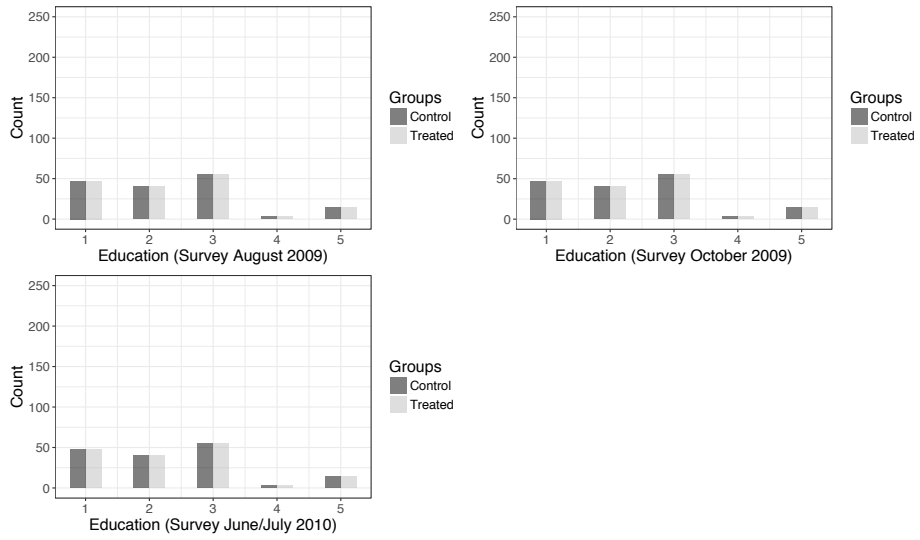 250
200
150
100
50
0
Count
1 2 3 4 5
Education (Survey August 2009)
Groups
Control
Treated
250
200
150
100
50
0
Count
1 2 3 4 5
Education (Survey October 2009)
Groups
Control
Treated
250
200
150
100
50
0
Count
1 2 3 4 5
Education (Survey June/July 2010)
Groups
Control
Treated